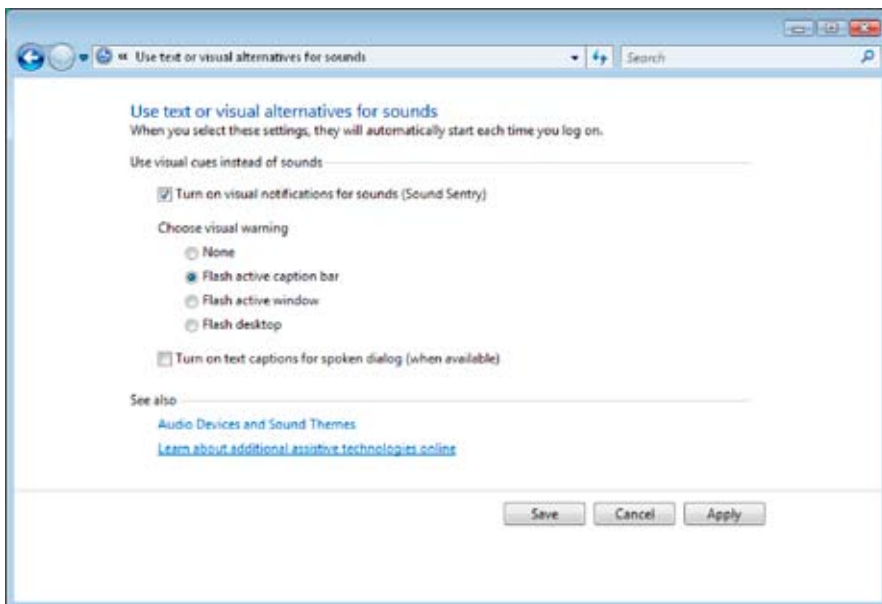 « Use text or visual alternatives for sounds
Search
Use text or visual alternatives for sounds
When you select these settings, they will automatically start each time you log on.
Use visual cues instead of sounds
Turn on visual notifications for sounds (Sound Sentry)
Choose visual warning
None
Flash active caption bar
Flash active window
Flash desktop
Turn on text captions for spoken dialog (when available)
See also
Audio Devices and Sound Themes
Learn about additional assistive technologies online
Save Cancel Apply